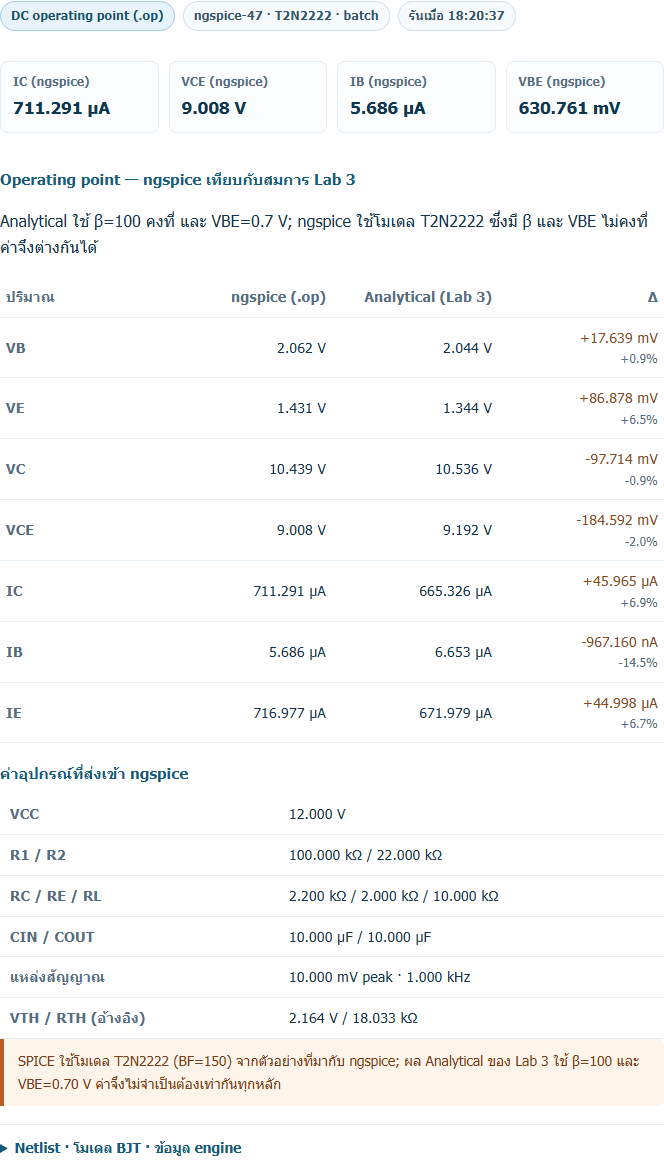 DC operating point (.op)
ngspice-47 · T2N2222 · batch
รันเมื่อ 18:20:37
IC (ngspice)
711.291 µA
VCE (ngspice)
9.008 V
IB (ngspice)
5.686 µA
VBE (ngspice)
630.761 mV
Operating point — ngspice เทียบกับสมการ Lab 3
Analytical ใช้ β=100 คงที่ และ VBE=0.7 V; ngspice ใช้โมเดล T2N2222 ซึ่งมี β และ VBE ไม่คงที่
ค่าจึงต่างกันได้
ปริมาณ ngspice (.op) Analytical (Lab 3) Δ
VB 2.062 V 2.044 V +17.639 mV
+0.9%
VE 1.431 V 1.344 V +86.878 mV
+6.5%
VC 10.439 V 10.536 V -97.714 mV
-0.9%
VCE 9.008 V 9.192 V -184.592 mV
-2.0%
IC 711.291 µA 665.326 µA +45.965 µA
+6.9%
IB 5.686 µA 6.653 µA -967.160 nA
-14.5%
IE 716.977 µA 671.979 µA +44.998 µA
+6.7%
ค่าอุปกรณ์ที่ส่งเข้า ngspice
VCC 12.000 V
R1 / R2 100.000 kΩ / 22.000 kΩ
RC / RE / RL 2.200 kΩ / 2.000 kΩ / 10.000 kΩ
CIN / COUT 10.000 µF / 10.000 µF
แหล่งสัญญาณ 10.000 mV peak · 1.000 kHz
VTH / RTH (อ้างอิง) 2.164 V / 18.033 kΩ
SPICE ใช้โมเดล T2N2222 (BF=150) จากตัวอย่างที่มากับ ngspice; ผล Analytical ของ Lab 3 ใช้ β=100 และ
VBE=0.70 V ค่าจึงไม่จำเป็นต้องเท่ากันทุกหลัก
▶ Netlist · โมเดล BJT · ข้อมูล engine